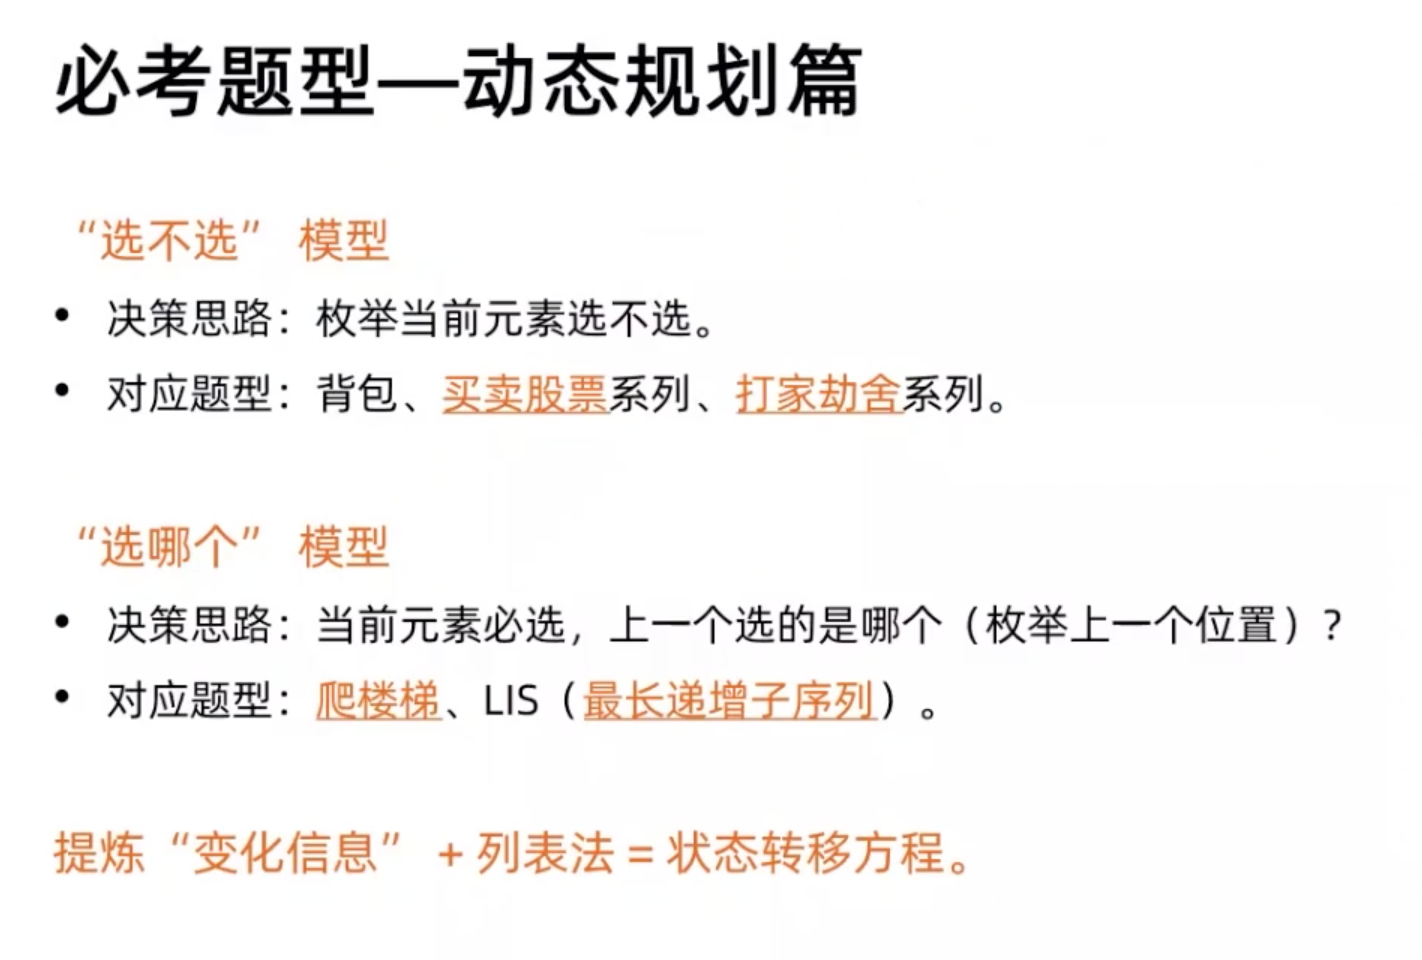 必考题型—动态规划篇
“选不选” 模型
• 决策思路：枚举当前元素选不选。
• 对应题型：背包、买卖股票系列、打家劫舍系列。
“选哪个” 模型
• 决策思路：当前元素必选，上一个选的是哪个（枚举上一个位置）？
• 对应题型：爬楼梯、LIS（最长递增子序列）。
提炼“变化信息” + 列表法 = 状态转移方程。